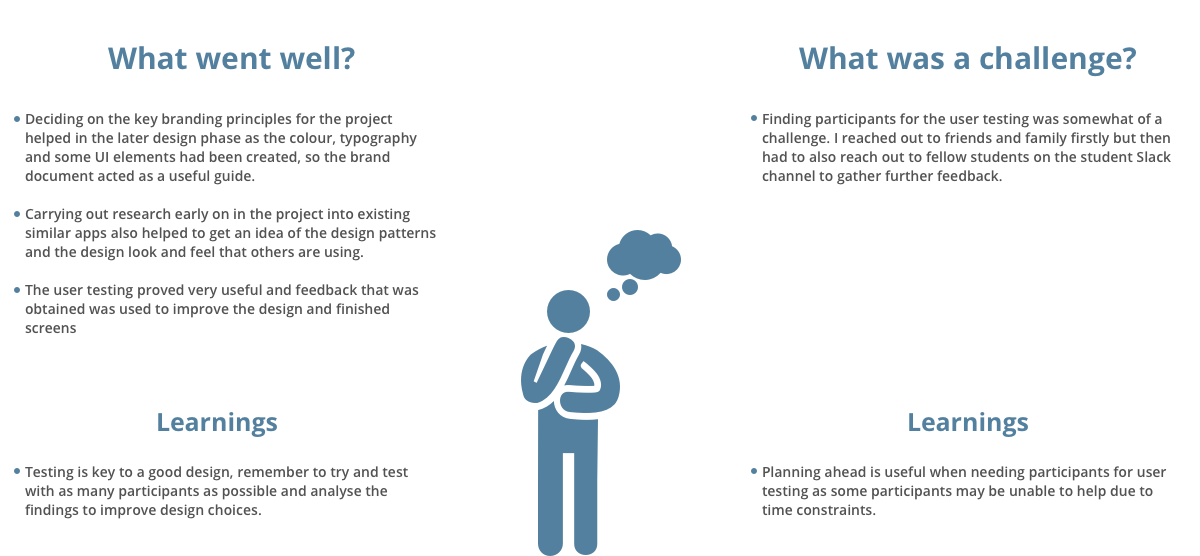 What went well?
• Deciding on the key branding principles for the project
helped in the later design phase as the colour, typography
and some UI elements had been created, so the brand
document acted as a useful guide.
• Carrying out research early on in the project into existing
similar apps also helped to get an idea of the design patterns
and the design look and feel that others are using.
• The user testing proved very useful and feedback that was
obtained was used to improve the design and finished
screens
Learnings
• Testing is key to a good design, remember to try and test
with as many participants as possible and analyse the
findings to improve design choices.
What was a challenge?
• Finding participants for the user testing was somewhat of a
challenge. I reached out to friends and family firstly but then
had to also reach out to fellow students on the student Slack
channel to gather further feedback.
Learnings
• Planning ahead is useful when needing participants for user
testing as some participants may be unable to help due to
time constraints.